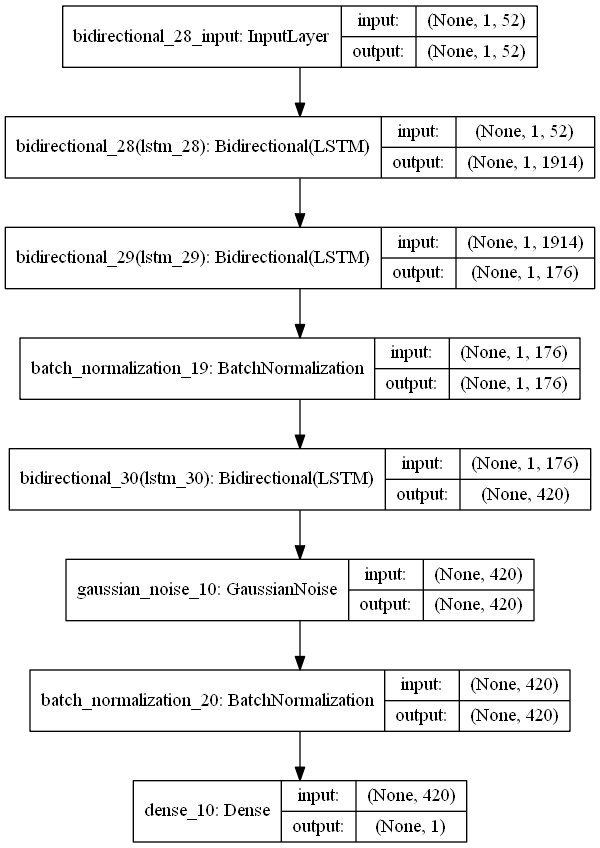 bidirectional_28_input: InputLayer
input: (None, 1, 52)
output: (None, 1, 52)
bidirectional_28(lstm_28): Bidirectional(LSTM)
input: (None, 1, 52)
output: (None, 1, 1914)
bidirectional_29(lstm_29): Bidirectional(LSTM)
input: (None, 1, 1914)
output: (None, 1, 176)
batch_normalization_19: BatchNormalization
input: (None, 1, 176)
output: (None, 1, 176)
bidirectional_30(lstm_30): Bidirectional(LSTM)
input: (None, 1, 176)
output: (None, 420)
gaussian_noise_10: GaussianNoise
input: (None, 420)
output: (None, 420)
batch_normalization_20: BatchNormalization
input: (None, 420)
output: (None, 420)
dense_10: Dense
input: (None, 420)
output: (None, 1)